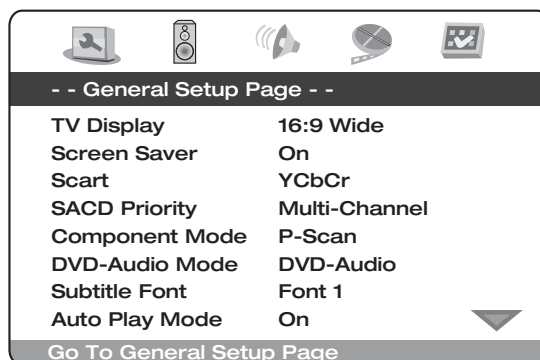 - - General Setup Page - -
TV Display 16:9 Wide
Screen Saver On
Scart YCbCr
SACD Priority Multi-Channel
Component Mode P-Scan
DVD-Audio Mode DVD-Audio
Subtitle Font Font 1
Auto Play Mode On
Go To General Setup Page